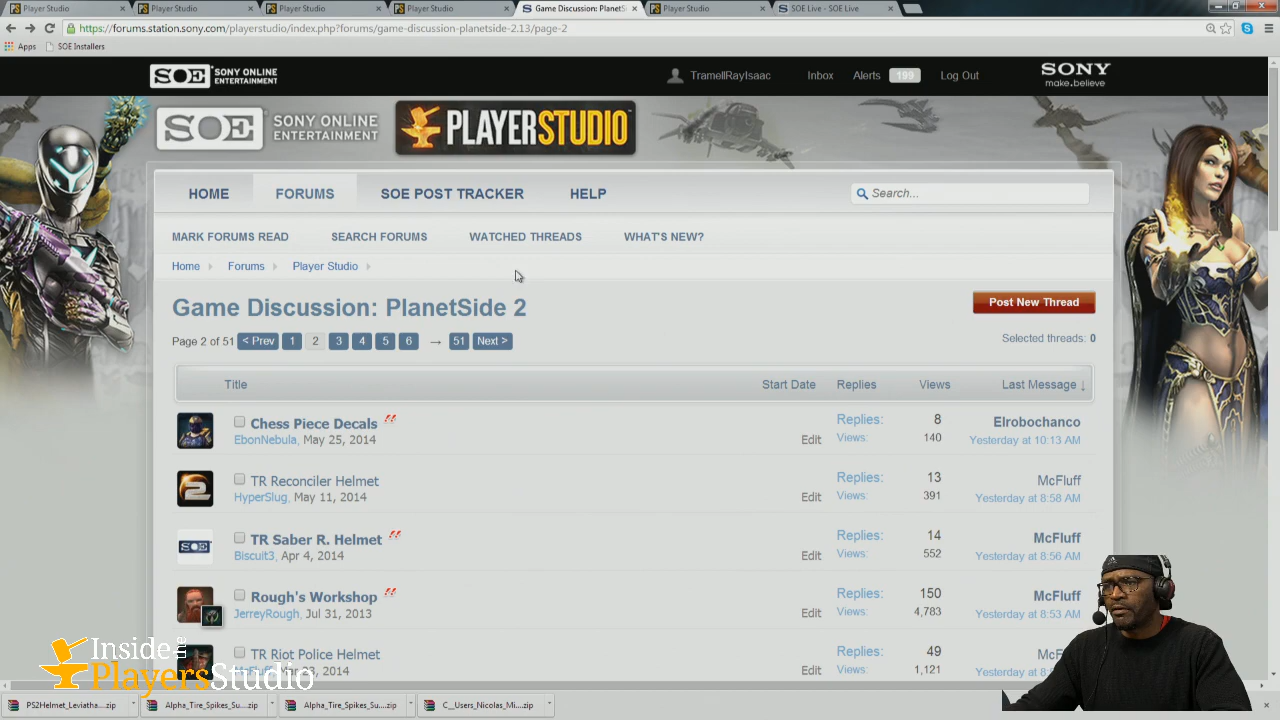 Player Studio
Player Studio
Player Studio
Player Studio
Game Discussion: PlanetS
Player Studio
SOE Live - SOE Live
https://forums.station.sony.com/playerstudio/index.php?forums/game-discussion-planetside-2.13/page-2
Apps
SOE Installers
SOE SONY ONLINE ENTERTAINMENT
TramellRayIsaac
Inbox
Alerts 199
Log Out
SONY
make.believe
SOE SONY ONLINE ENTERTAINMENT
PLAYERSTUDIO
HOME
FORUMS
SOE POST TRACKER
HELP
Search...
MARK FORUMS READ
SEARCH FORUMS
WATCHED THREADS
WHAT'S NEW?
Home
Forums
Player Studio
Game Discussion: PlanetSide 2
Post New Thread
Page 2 of 51 < Prev 1 2 3 4 5 6 → 51 Next >
Selected threads: 0
Title
Start Date
Replies
Views
Last Message ↓
Chess Piece Decals
EbonNebula, May 25, 2014
Edit
Replies: 8
Views: 140
Elrobochanco
Yesterday at 10:13 AM
2
TR Reconciler Helmet
HyperSlug, May 11, 2014
Edit
Replies: 13
Views: 391
McFluff
Yesterday at 8:58 AM
SOE
TR Saber R. Helmet
Biscuit3, Apr 4, 2014
Edit
Replies: 14
Views: 552
McFluff
Yesterday at 8:56 AM
Rough's Workshop
JerreyRough, Jul 31, 2013
Edit
Replies: 150
Views: 4,783
McFluff
Yesterday at 8:53 AM
TR Riot Police Helmet
2014
Edit
Replies: 49
Views: 1,121
Yesterday at
Inside the
PlayersStudio
PS2Helmet_Leviatha....zip
Alpha_Tire_Spikes_Su....zip
Alpha_Tire_Spikes_Su....zip
C__Users_Nicolas_Mi....zip